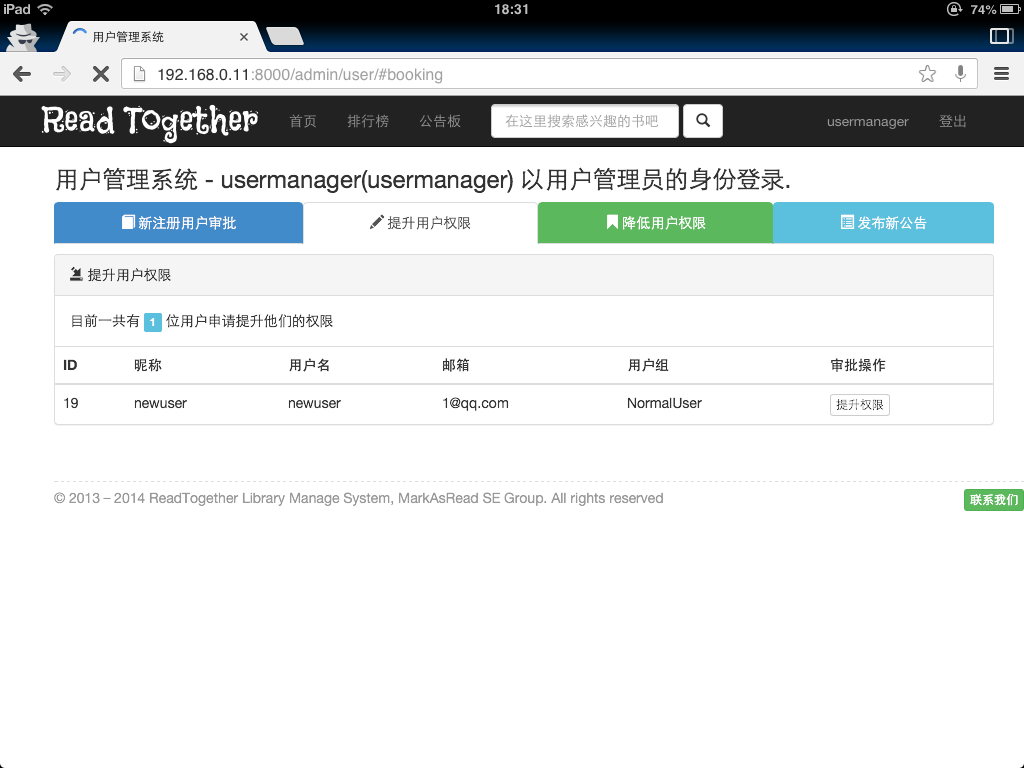 iPad 18:31 74%
用户管理系统
192.168.0.11:8000/admin/user/#booking
Read Together 首页 排行榜 公告板 在这里搜索感兴趣的书吧 usermanager 登出
用户管理系统 - usermanager(usermanager) 以用户管理员的身份登录.
新注册用户审批 提升用户权限 降低用户权限 发布新公告
提升用户权限
目前一共有 1 位用户申请提升他们的权限
ID 昵称 用户名 邮箱 用户组 审批操作
19 newuser newuser 1@qq.com NormalUser 提升权限
© 2013 – 2014 ReadTogether Library Manage System, MarkAsRead SE Group. All rights reserved 联系我们